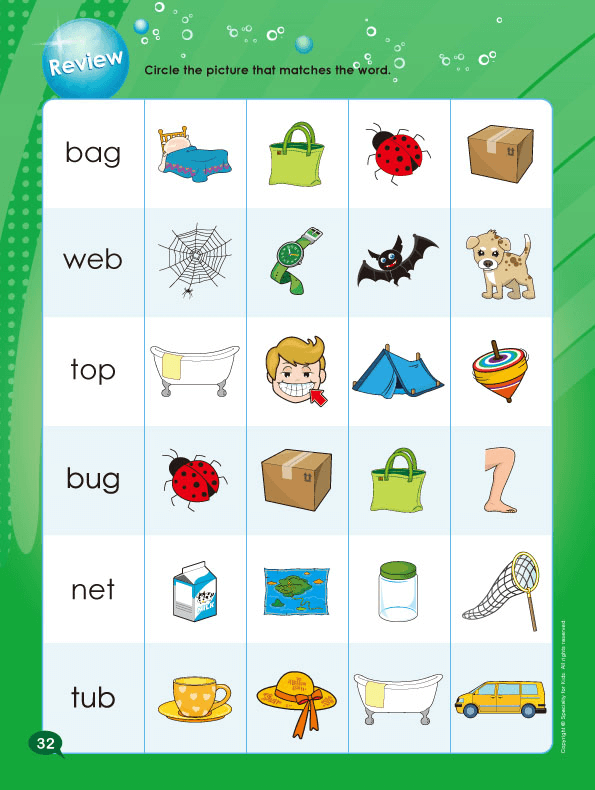 Review
Circle the picture that matches the word.
bag
web
top
bug
net
MILK
tub
32
Copyright © Specialty for Kids. All rights reserved